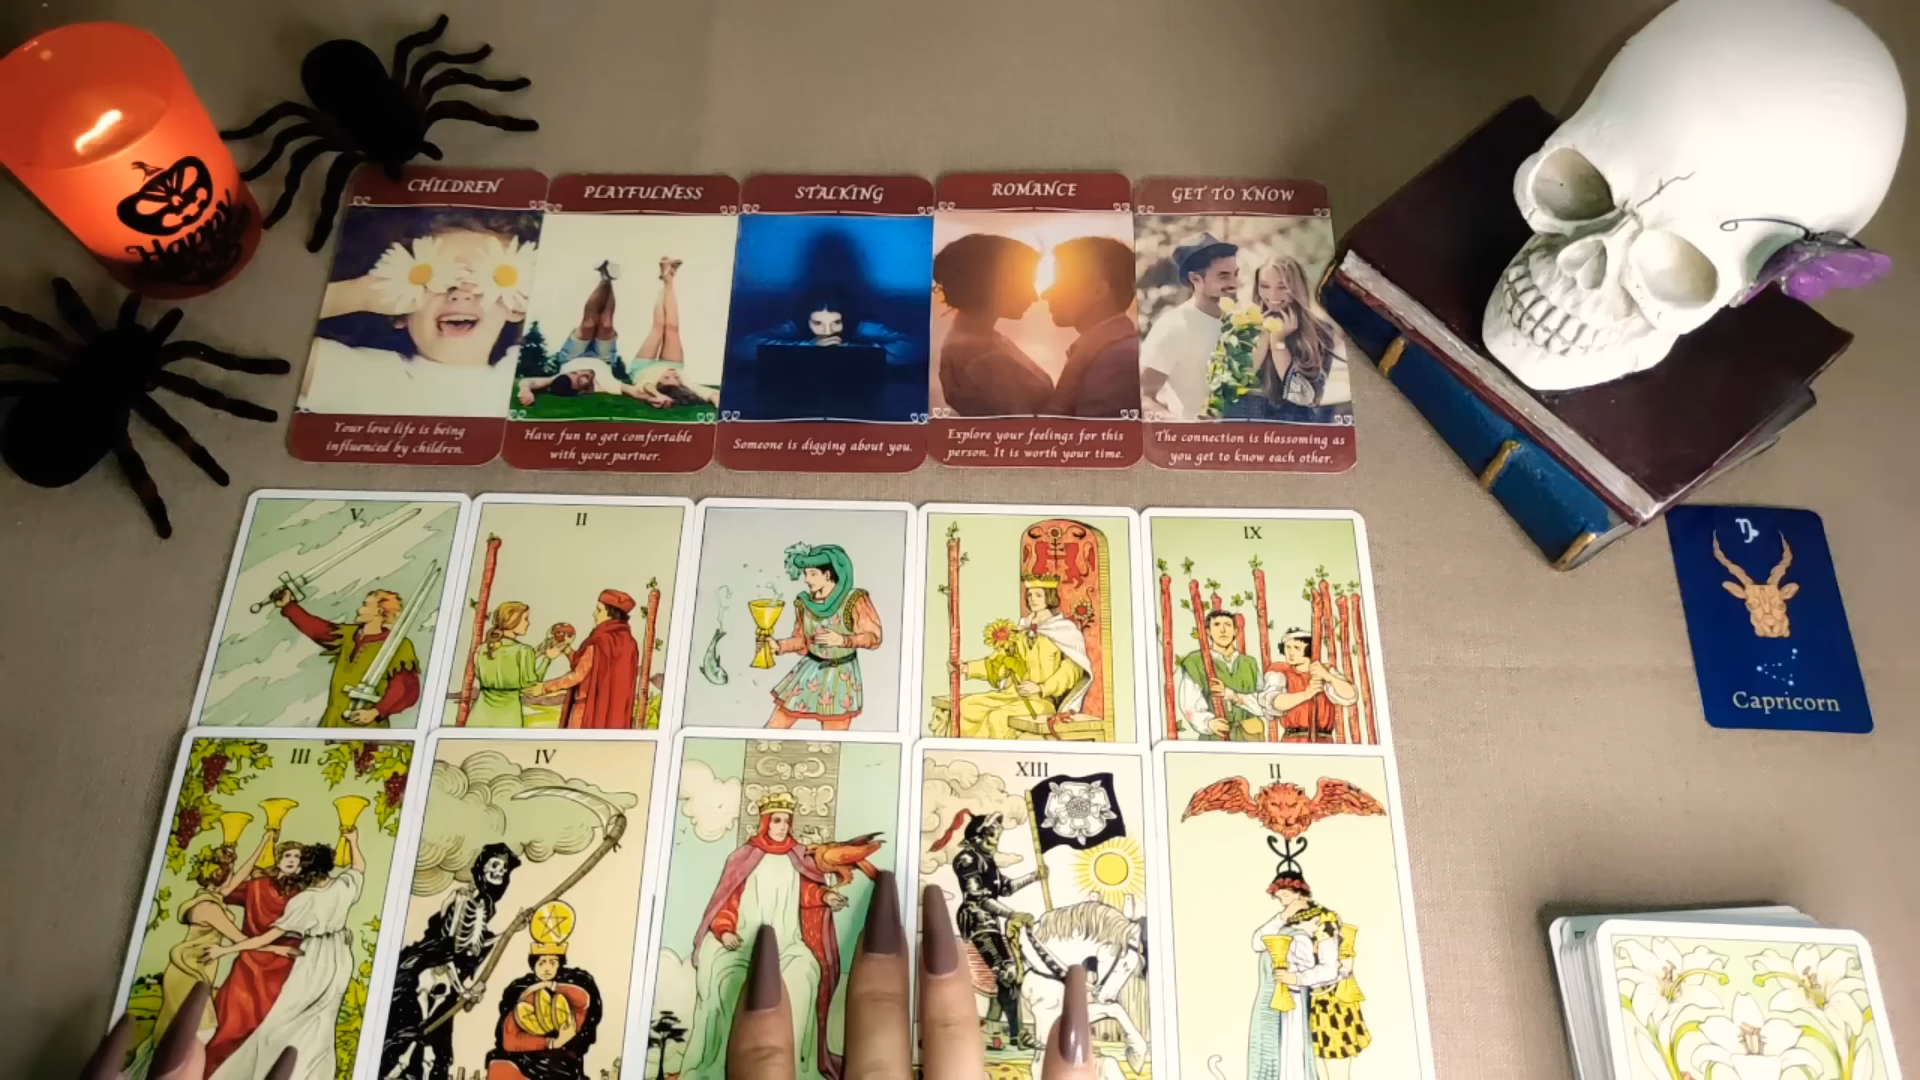 CHILDREN
PLAYFULNESS
STALKING
ROMANCE
GET TO KNOW
Your love life is being
influenced by children.
Have fun to get comfortable
with your partner.
Someone is digging about you.
Explore your feelings for this
person. It is worth your time.
The connection is blossoming as
you get to know each other.
Happy
V
II
IX
III
IV
XIII
II
♑
Capricorn